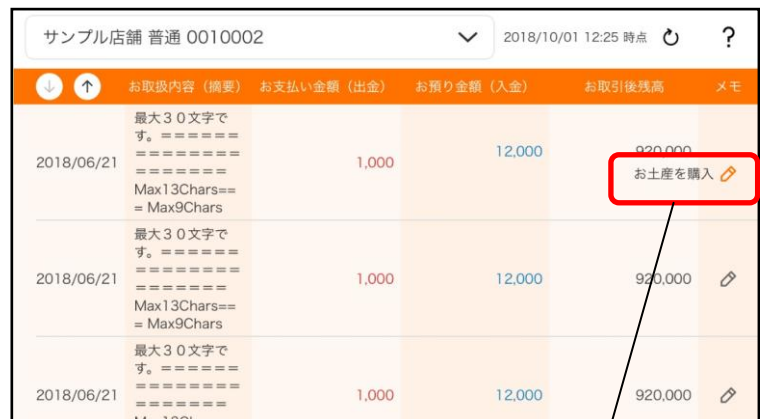 サンプル店舗 普通 0010002 2018/10/01 12:25 時点 ?
お取扱内容（摘要） お支払い金額（出金） お預り金額（入金） お取引後残高 メモ
最大３０文字で
す。＝＝＝＝＝＝
＝＝＝＝＝＝＝＝
2018/06/21 1,000 12,000 920,000
＝＝＝＝＝＝＝
お土産を購入
Max13Chars==
= Max9Chars
最大３０文字で
す。＝＝＝＝＝＝
＝＝＝＝＝＝＝＝
2018/06/21 1,000 12,000 920,000
＝＝＝＝＝＝＝
Max13Chars==
= Max9Chars
最大３０文字で
す。＝＝＝＝＝＝
＝＝＝＝＝＝＝＝
2018/06/21 1,000 12,000 920,000
＝＝＝＝＝＝＝